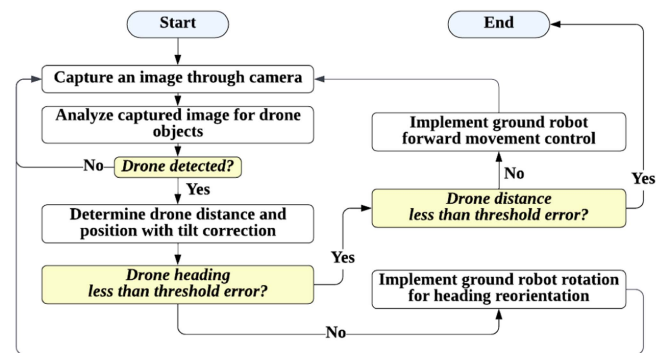 Start
End
Capture an image through camera
Analyze captured image for drone
objects
Implement ground robot
forward movement control
No
Drone detected?
No
Yes
Yes
Drone distance
less than threshold error?
Determine drone distance and
position with tilt correction
Yes
Drone heading
less than threshold error?
Implement ground robot rotation
for heading reorientation
No